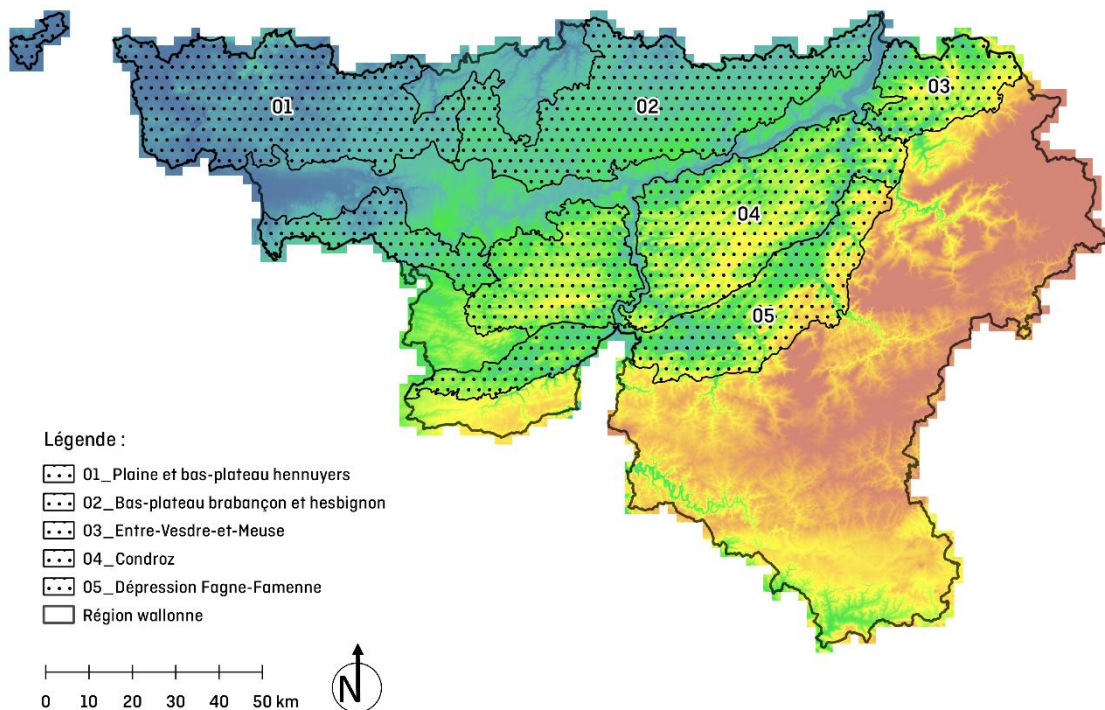 01
02
03
04
05
Légende :
01_Plaine et bas-plateau hennuyers
02_Bas-plateau brabançon et hesbignon
03_Entre-Vesdre-et-Meuse
04_Condroz
05_Dépression Fagne-Famenne
Région wallonne
0 10 20 30 40 50 km
N